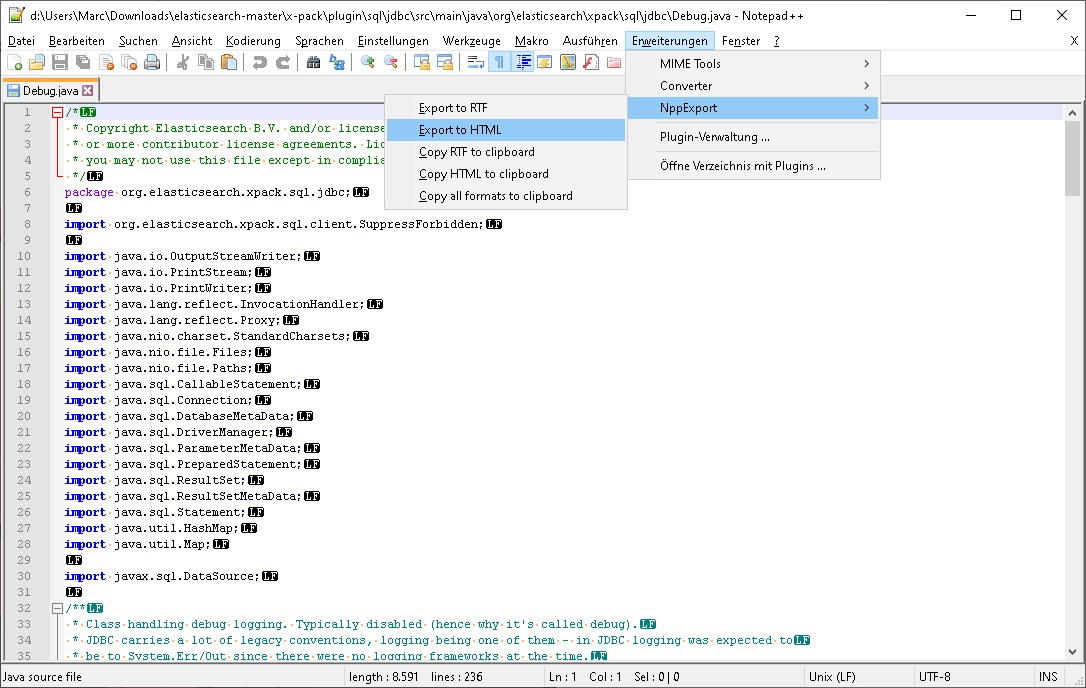 d:\Users\Marc\Downloads\elasticsearch-master\x-pack\plugin\sql\jdbc\src\main\java\org\elasticsearch\xpack\sql\jdbc\Debug.java - Notepad++
Datei Bearbeiten Suchen Ansicht Kodierung Sprachen Einstellungen Werkzeuge Makro Ausführen Erweiterungen Fenster ? X
MIME Tools
Converter
NppExport
Plugin-Verwaltung ...
Öffne Verzeichnis mit Plugins ...
Export to RTF
Export to HTML
Copy RTF to clipboard
Copy HTML to clipboard
Copy all formats to clipboard
Debug.java
1 /*LF
2 * Copyright Elasticsearch B.V. and/or license
3 * or more contributor license agreements. Lic
4 * you may not use this file except in complia
5 */LF
6 package org.elasticsearch.xpack.sql.jdbc;LF
7 LF
8 import org.elasticsearch.xpack.sql.client.SuppressForbidden;LF
9 LF
10 import java.io.OutputStreamWriter;LF
11 import java.io.PrintStream;LF
12 import java.io.PrintWriter;LF
13 import java.lang.reflect.InvocationHandler;LF
14 import java.lang.reflect.Proxy;LF
15 import java.nio.charset.StandardCharsets;LF
16 import java.nio.file.Files;LF
17 import java.nio.file.Paths;LF
18 import java.sql.CallableStatement;LF
19 import java.sql.Connection;LF
20 import java.sql.DatabaseMetaData;LF
21 import java.sql.DriverManager;LF
22 import java.sql.ParameterMetaData;LF
23 import java.sql.PreparedStatement;LF
24 import java.sql.ResultSet;LF
25 import java.sql.ResultSetMetaData;LF
26 import java.sql.Statement;LF
27 import java.util.HashMap;LF
28 import java.util.Map;LF
29 LF
30 import javax.sql.DataSource;LF
31 LF
32 /**LF
33 * Class handling debug logging. Typically disabled (hence why it's called debug).LF
34 * JDBC carries a lot of legacy conventions, logging being one of them - in JDBC logging was expected toLF
35 * be to System.Err/Out since there were no logging frameworks at the time.LF
Java source file length : 8.591 lines : 236 Ln : 1 Col : 1 Sel : 0 | 0 Unix (LF) UTF-8 INS